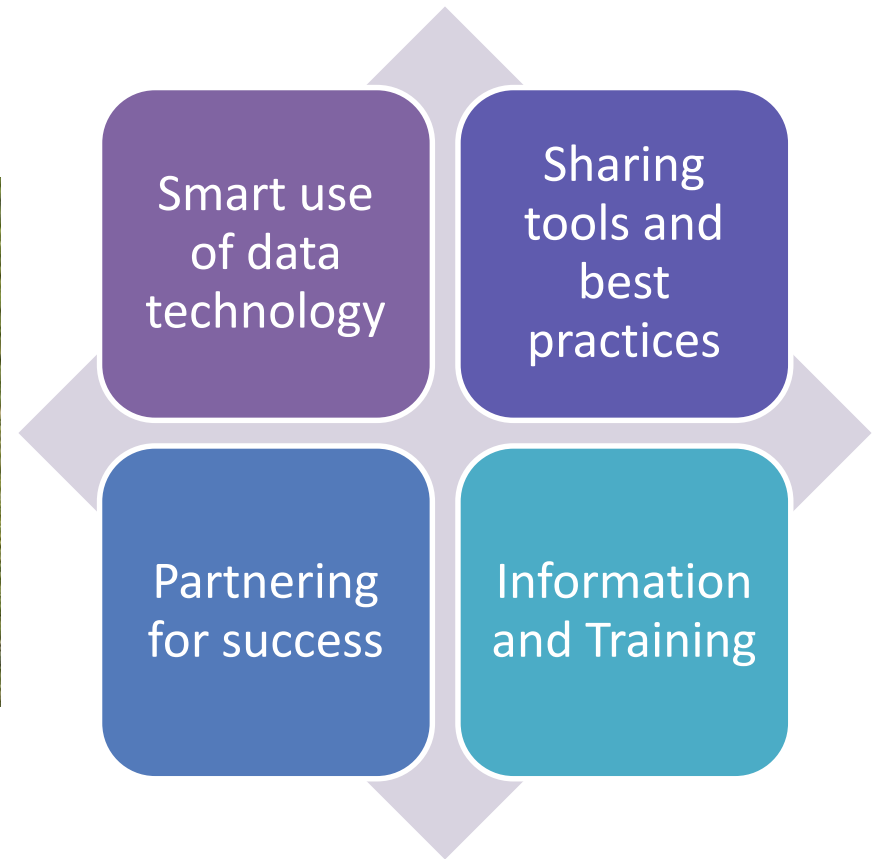 Smart use
of data
technology
Sharing
tools and
best
practices
Partnering
for success
Information
and Training